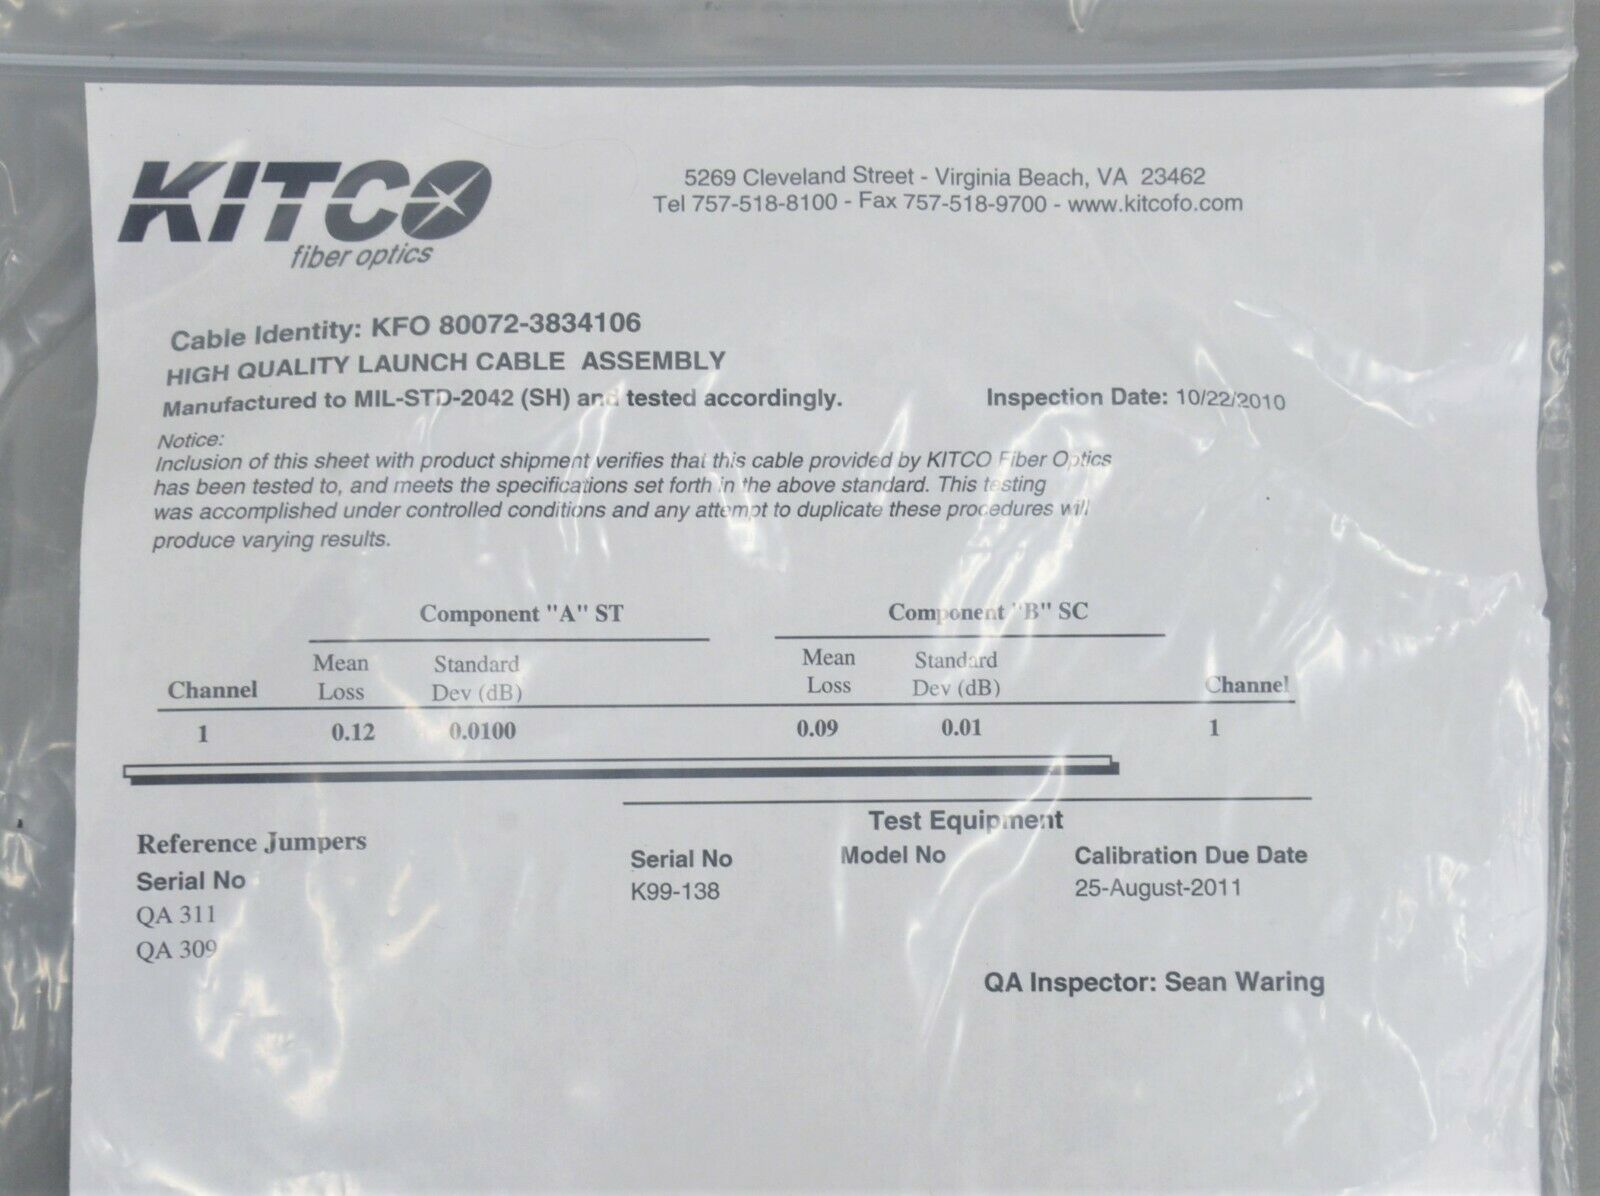 KITCO
fiber optics
5269 Cleveland Street - Virginia Beach, VA 23462
Tel 757-518-8100 - Fax 757-518-9700 - www.kitcofo.com
Cable Identity: KFO 80072-3834106
HIGH QUALITY LAUNCH CABLE ASSEMBLY
Manufactured to MIL-STD-2042 (SH) and tested accordingly. Inspection Date: 10/22/2010
Notice:
Inclusion of this sheet with product shipment verifies that this cable provided by KITCO Fiber Optics
has been tested to, and meets the specifications set forth in the above standard. This testing
was accomplished under controlled conditions and any attempt to duplicate these procedures will
produce varying results.
Component "A" ST Component "B" SC
Mean Standard Mean Standard
Channel Loss Dev (dB) Loss Dev (dB) Channel
1 0.12 0.0100 0.09 0.01 1
Test Equipment
Reference Jumpers
Serial No Model No Calibration Due Date
Serial No
K99-138 25-August-2011
QA 311
QA 309
QA Inspector: Sean Waring